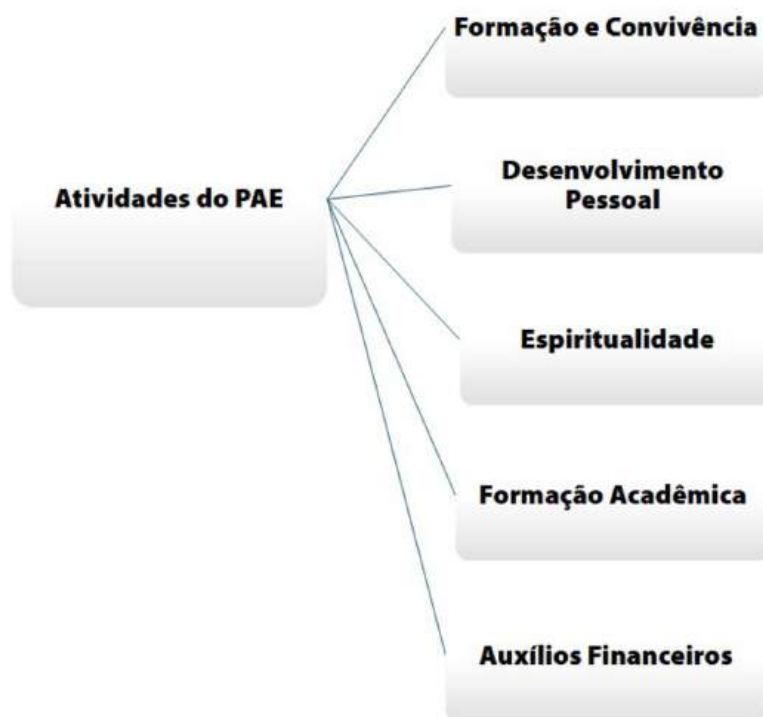 Formação e Convivência
Atividades do PAE
Desenvolvimento
Pessoal
Espiritualidade
Formação Acadêmica
Auxílios Financeiros